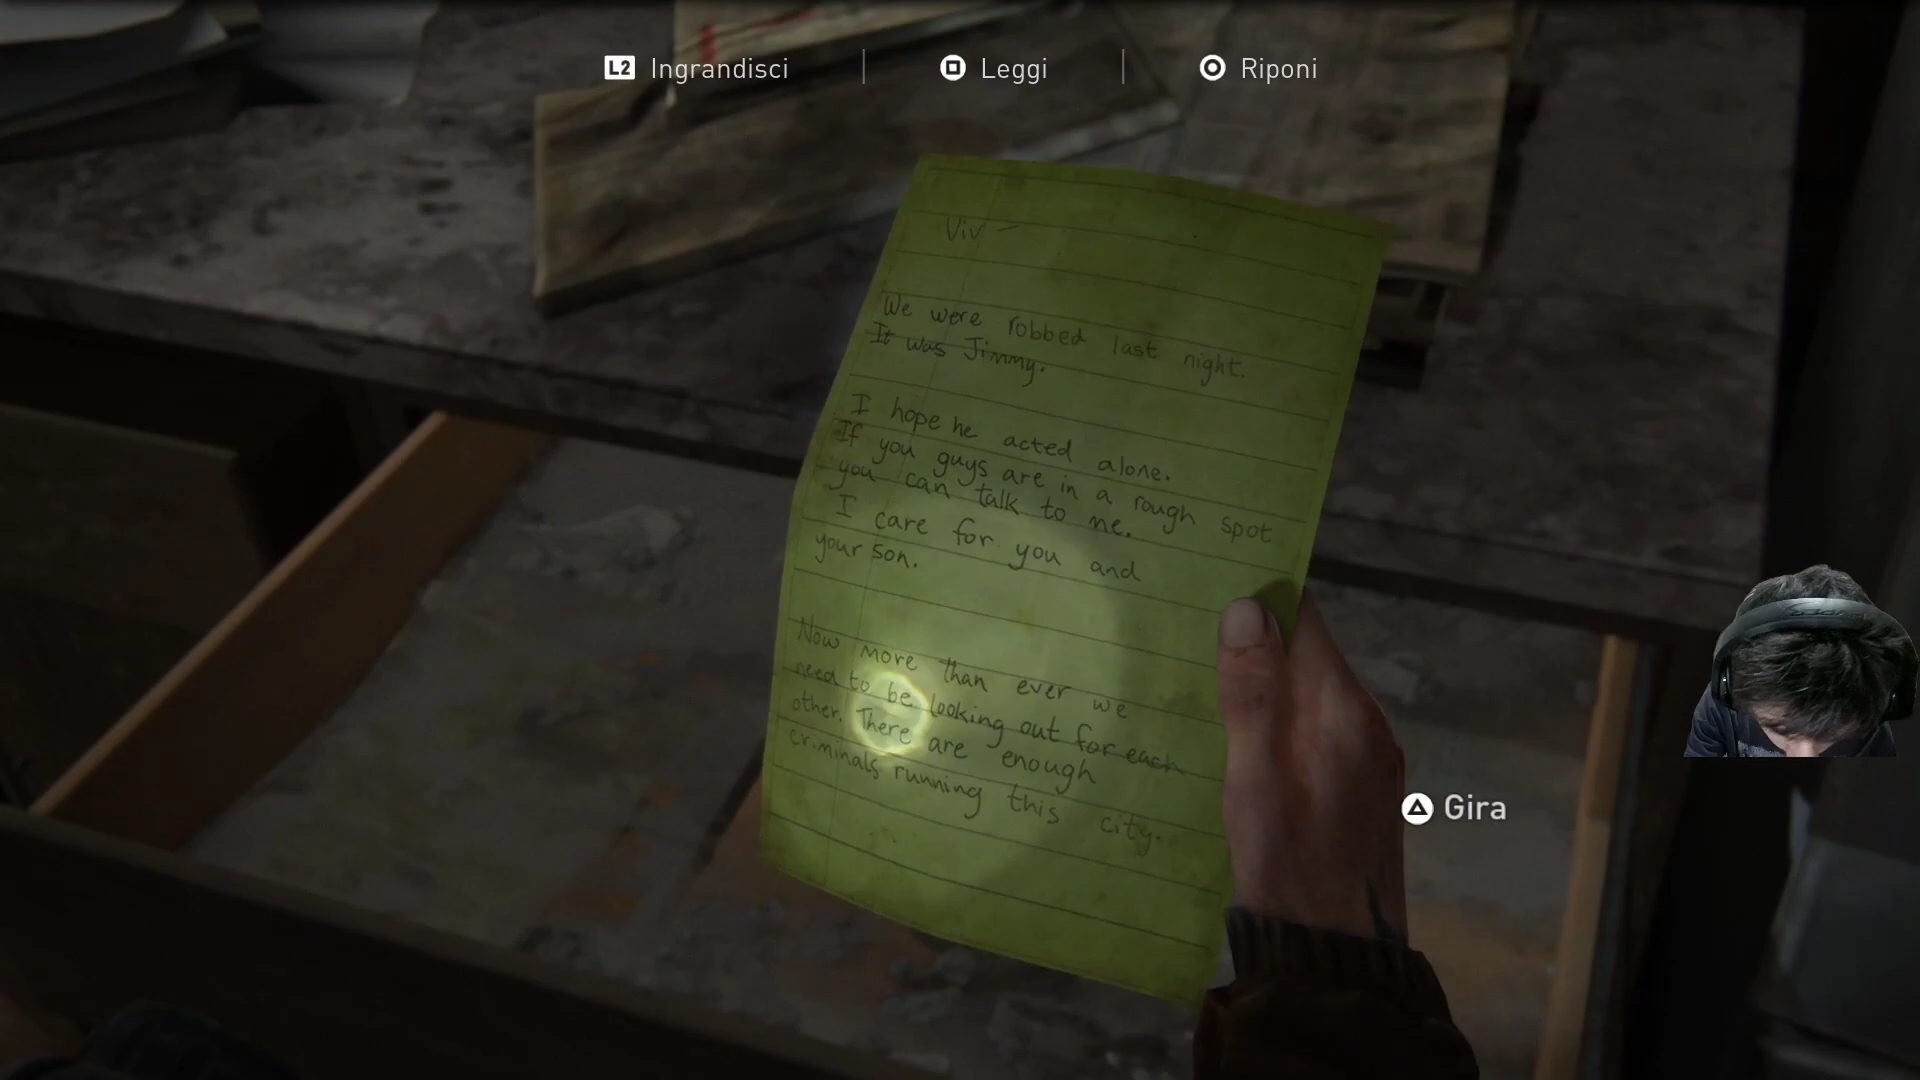 L2 Ingrandisci Leggi Riponi
Viv –
We were robbed last night.
It was Jimmy.
I hope he acted alone.
If you guys are in a rough spot
you can talk to me.
I care for you and
your son.
Now more than ever we
need to be looking out for each
other. There are enough
criminals running this city.
Gira